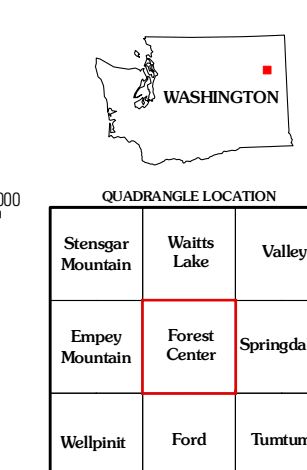 WASHINGTON
000
QUADRANGLE LOCATION
Stensgar Mountain
Waitts Lake
Valley
Empey Mountain
Forest Center
Springda
Wellpinit
Ford
Tumtum